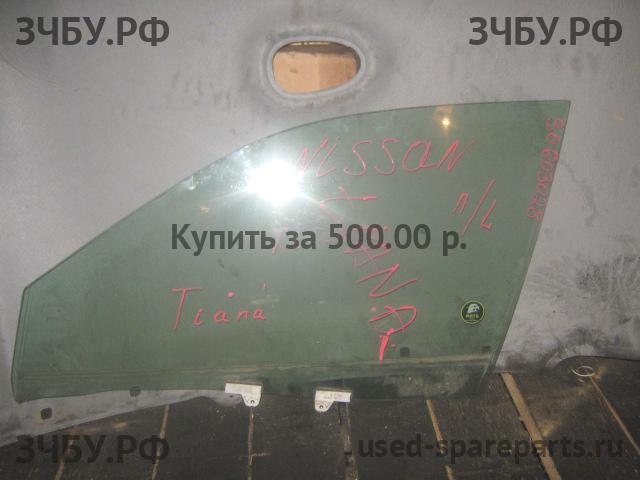 ЗЧБУ.РФ
ЗЧБУ.РФ
NISSAN
П/L
Купить за 500.00 р.
Tiana
ЗЧБУ.РФ
used-spareparts.ru